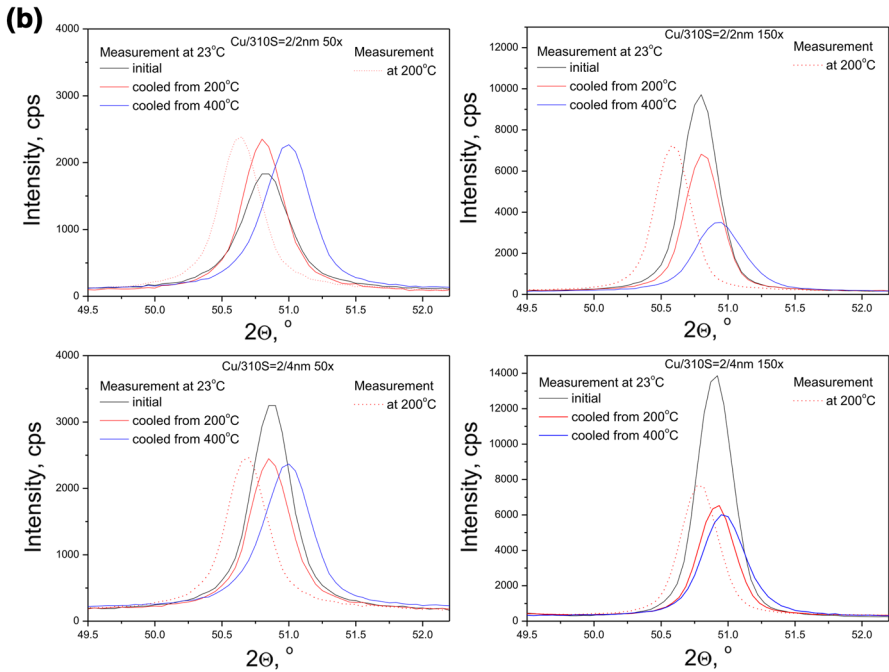 (b)
Cu/310S=2/2nm 50x
Measurement at 23°C
initial
cooled from 200°C
cooled from 400°C
Measurement
at 200°C
4000
3000
2000
1000
0
Intensity, cps
49.5 50.0 50.5 51.0 51.5 52.0
2Θ, °
Cu/310S=2/2nm 150x
Measurement at 23°C
initial
cooled from 200°C
cooled from 400°C
Measurement
at 200°C
12000
10000
8000
6000
4000
2000
0
Intensity, cps
49.5 50.0 50.5 51.0 51.5 52.0
2Θ, °
Cu/310S=2/4nm 50x
Measurement at 23°C
initial
cooled from 200°C
cooled from 400°C
Measurement
at 200°C
4000
3000
2000
1000
0
Intensity, cps
49.5 50.0 50.5 51.0 51.5 52.0
2Θ, °
Cu/310S=2/4nm 150x
Measurement at 23°C
initial
cooled from 200°C
cooled from 400°C
Measurement
at 200°C
14000
12000
10000
8000
6000
4000
2000
0
Intensity, cps
49.5 50.0 50.5 51.0 51.5 52.0
2Θ, °